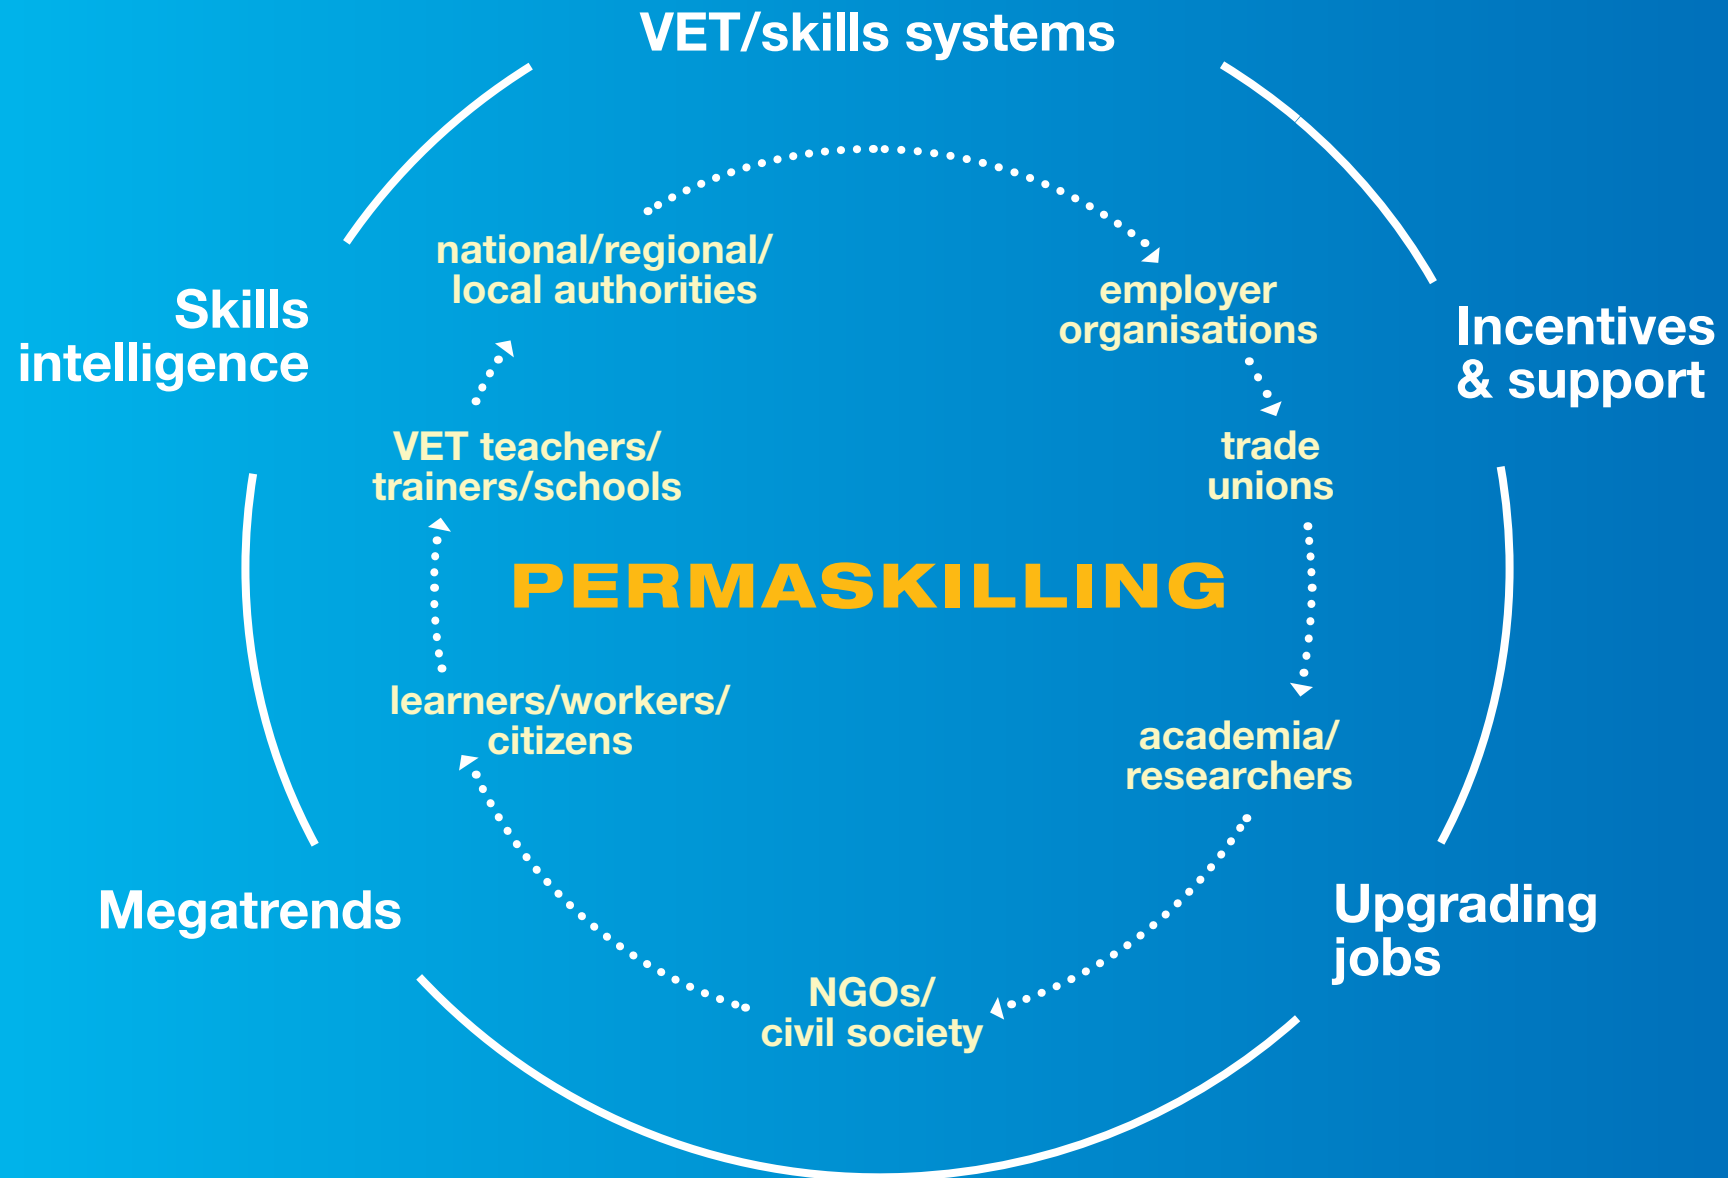 VET/skills systems
national/regional/
local authorities
employer
organisations
Skills
intelligence
Incentives
& support
VET teachers/
trainers/schools
trade
unions
PERMASKILLING
learners/workers/
citizens
academia/
researchers
Megatrends
Upgrading
jobs
NGOs/
civil society